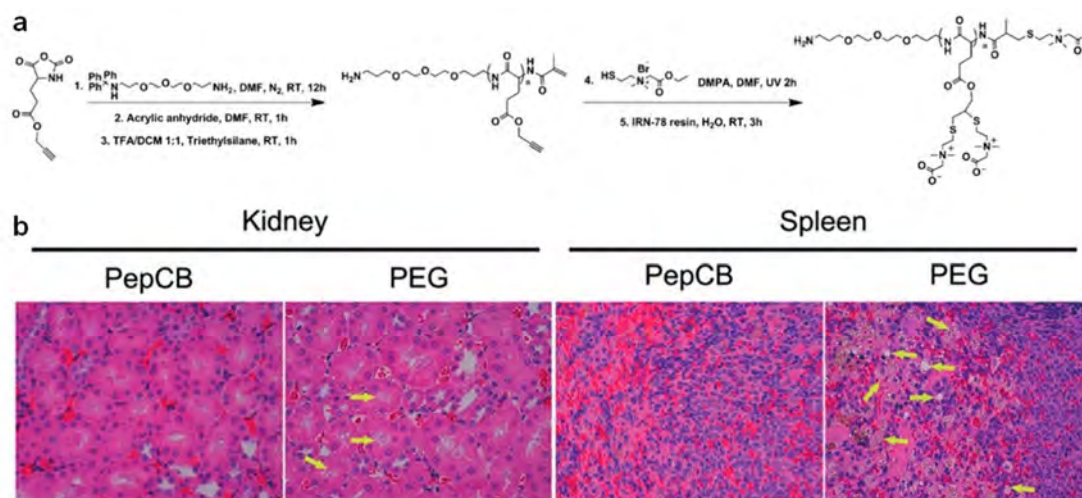 a
1. Ph Ph Ph NH O O O NH2, DMF, N2, RT, 12h
2. Acrylic anhydride, DMF, RT, 1h
3. TFA/DCM 1:1, Triethylsilane, RT, 1h
4. HS Br N+ O O DMPA, DMF, UV 2h
5. IRN-78 resin, H2O, RT, 3h
b
Kidney Spleen
PepCB PEG PepCB PEG